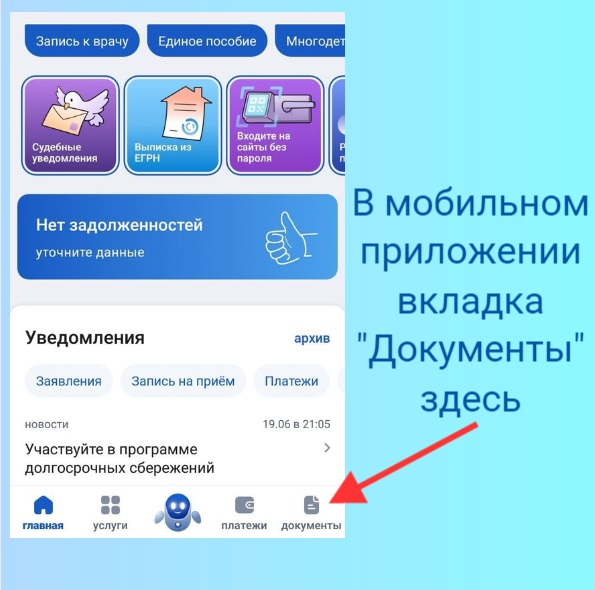 Запись к врачу
Единое пособие
Многодет
Судебные
уведомления
Выписка из
ЕГРН
Входите на
сайты без
пароля
Нет задолженностей
уточните данные
Уведомления
архив
Заявления
Запись на приём
Платежи
новости
19.06 в 21:05
Участвуйте в программе
долгосрочных сбережений
главная
услуги
платежи
документы
В мобильном
приложении
вкладка
"Документы"
здесь